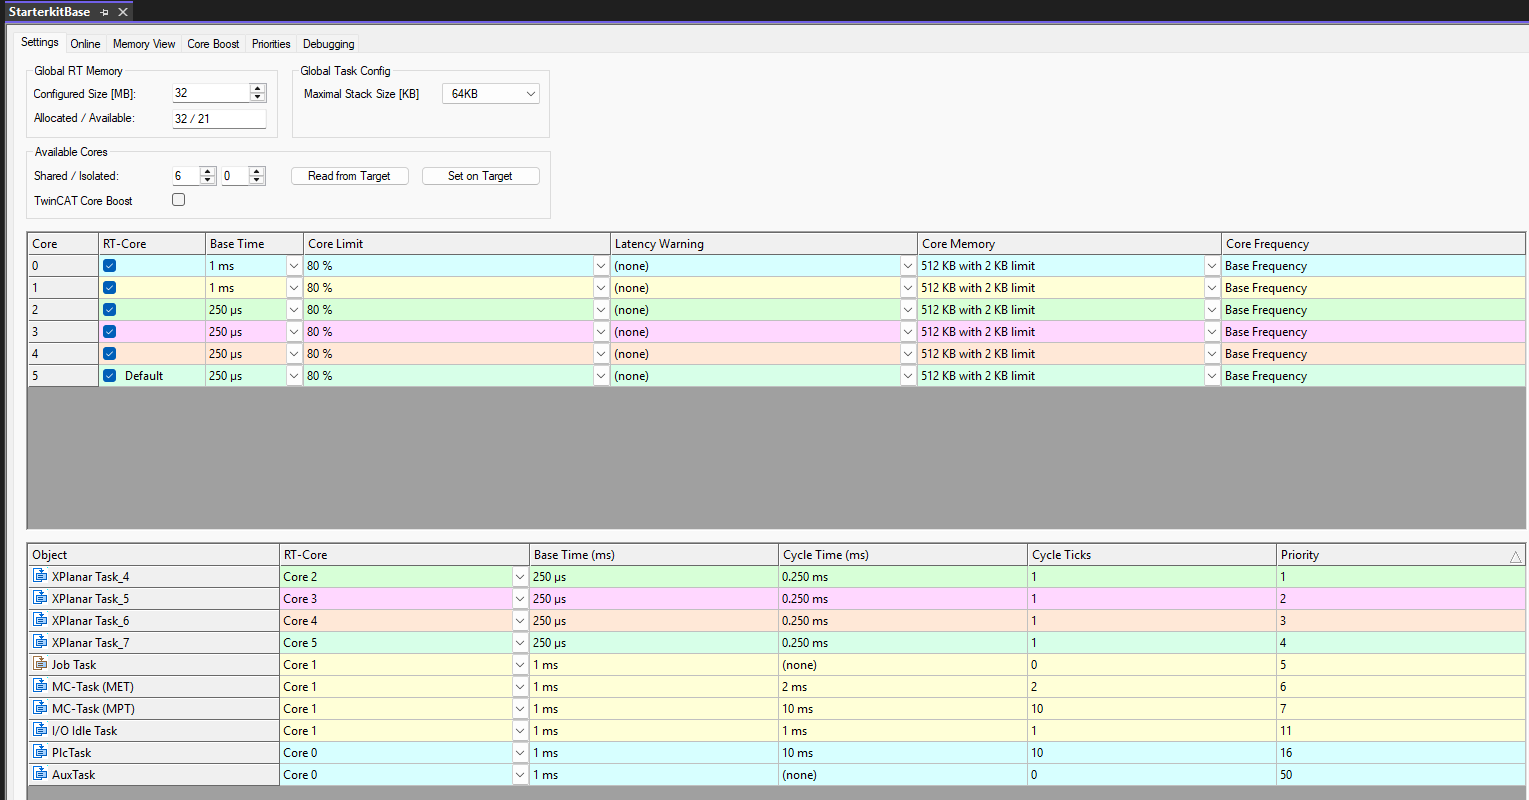 StarterkitBase
Settings Online Memory View Core Boost Priorities Debugging
Global RT Memory Global Task Config
Configured Size [MB]: 32 Maximal Stack Size [KB] 64KB
Allocated / Available: 32 / 21
Available Cores
Shared / Isolated: 6 0 Read from Target Set on Target
TwinCAT Core Boost
Core RT-Core Base Time Core Limit Latency Warning Core Memory Core Frequency
0 1 ms 80 % (none) 512 KB with 2 KB limit Base Frequency
1 1 ms 80 % (none) 512 KB with 2 KB limit Base Frequency
2 250 µs 80 % (none) 512 KB with 2 KB limit Base Frequency
3 250 µs 80 % (none) 512 KB with 2 KB limit Base Frequency
4 250 µs 80 % (none) 512 KB with 2 KB limit Base Frequency
5 Default 250 µs 80 % (none) 512 KB with 2 KB limit Base Frequency
Object RT-Core Base Time (ms) Cycle Time (ms) Cycle Ticks Priority
XPlanar Task_4 Core 2 250 µs 0.250 ms 1 1
XPlanar Task_5 Core 3 250 µs 0.250 ms 1 2
XPlanar Task_6 Core 4 250 µs 0.250 ms 1 3
XPlanar Task_7 Core 5 250 µs 0.250 ms 1 4
Job Task Core 1 1 ms (none) 0 5
MC-Task (MET) Core 1 1 ms 2 ms 2 6
MC-Task (MPT) Core 1 1 ms 10 ms 10 7
I/O Idle Task Core 1 1 ms 1 ms 1 11
PlcTask Core 0 1 ms 10 ms 10 16
AuxTask Core 0 1 ms (none) 0 50